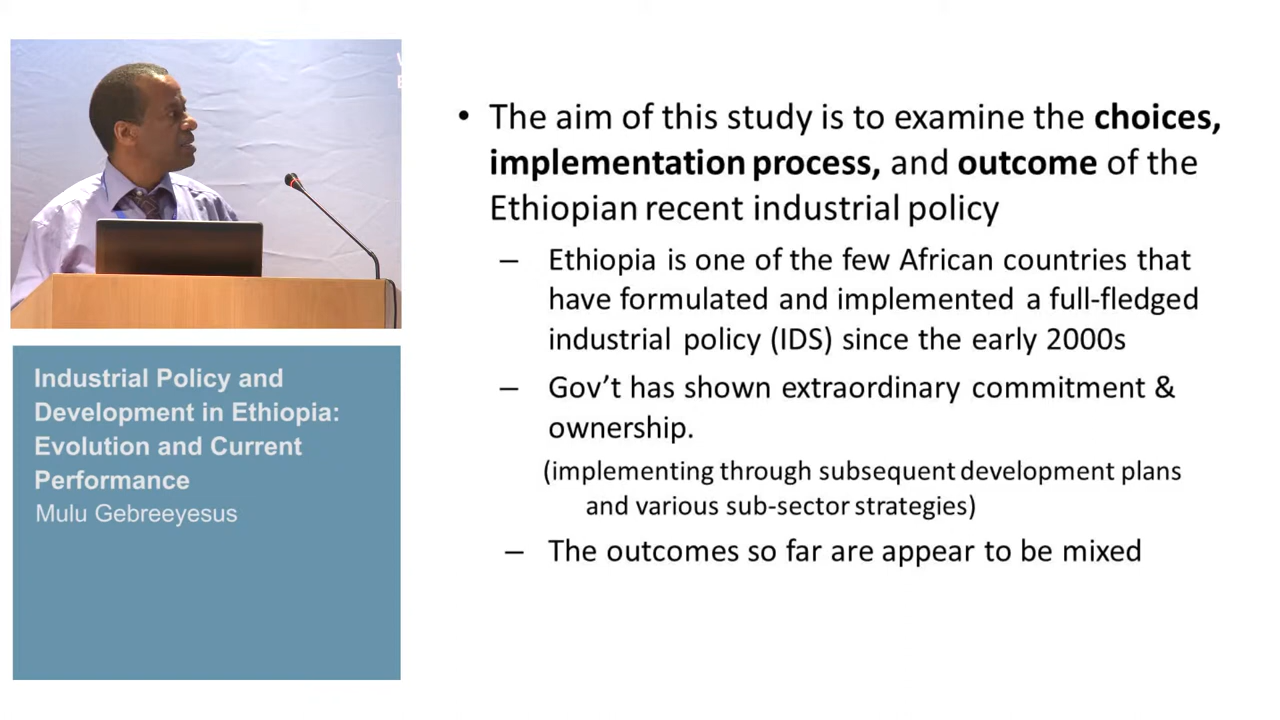 • The aim of this study is to examine the choices,
implementation process, and outcome of the
Ethiopian recent industrial policy
– Ethiopia is one of the few African countries that
have formulated and implemented a full-fledged
industrial policy (IDS) since the early 2000s
– Gov’t has shown extraordinary commitment &
ownership.
(implementing through subsequent development plans
and various sub-sector strategies)
– The outcomes so far are appear to be mixed
Industrial Policy and
Development in Ethiopia:
Evolution and Current
Performance
Mulu Gebreeyesus